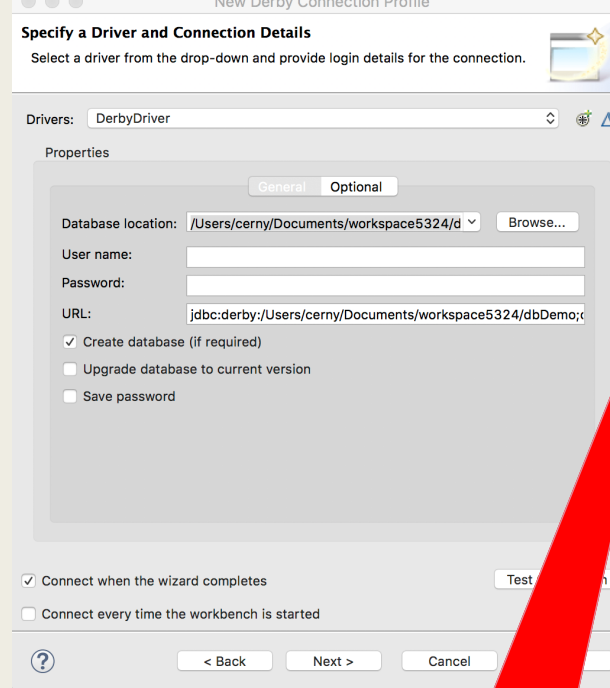 New Derby Connection Profile
Specify a Driver and Connection Details
Select a driver from the drop-down and provide login details for the connection.
Drivers: DerbyDriver
Properties
General Optional
Database location: /Users/cerny/Documents/workspace5324/d Browse...
User name:
Password:
URL: jdbc:derby:/Users/cerny/Documents/workspace5324/dbDemo;c
Create database (if required)
Upgrade database to current version
Save password
Connect when the wizard completes Test
Connect every time the workbench is started
? < Back Next > Cancel